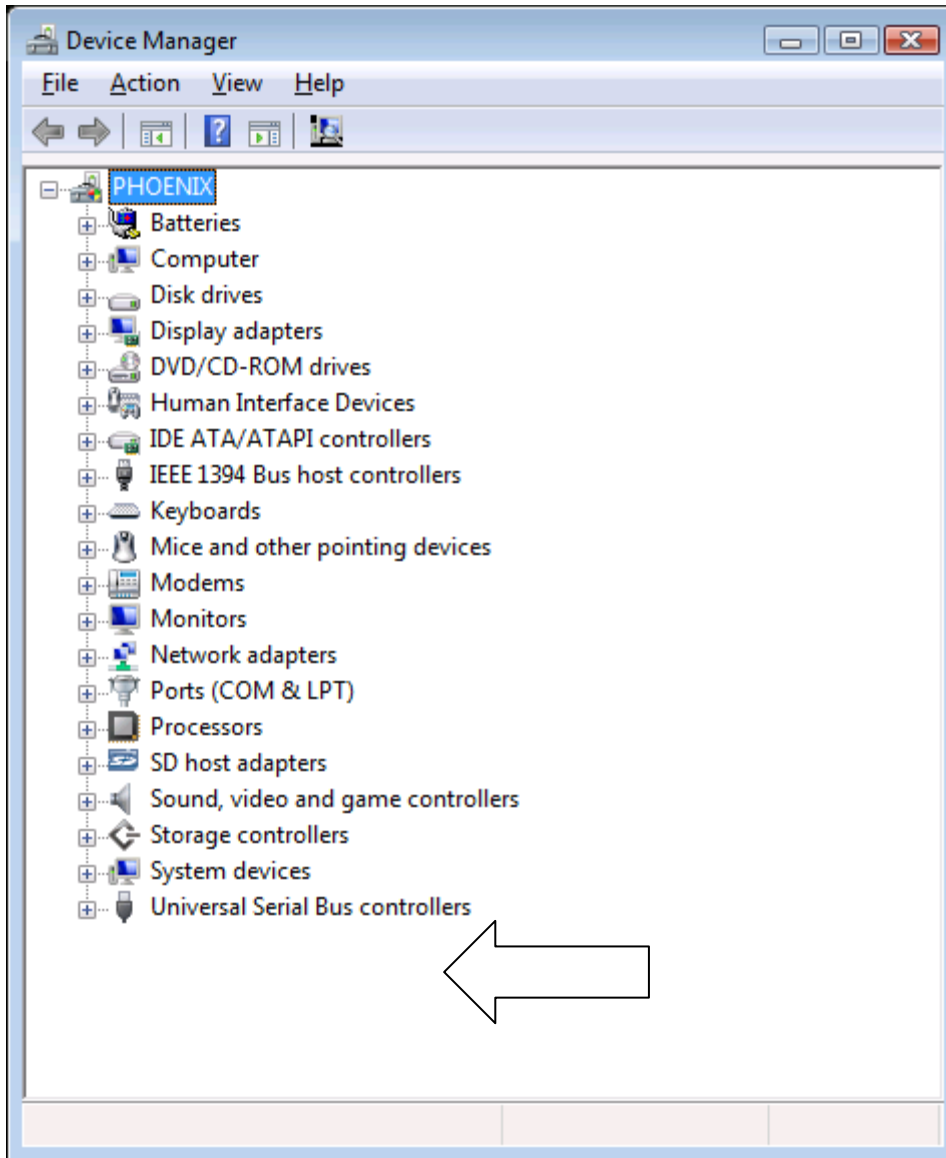 Device Manager
File Action View Help
PHOENIX
Batteries
Computer
Disk drives
Display adapters
DVD/CD-ROM drives
Human Interface Devices
IDE ATA/ATAPI controllers
IEEE 1394 Bus host controllers
Keyboards
Mice and other pointing devices
Modems
Monitors
Network adapters
Ports (COM & LPT)
Processors
SD host adapters
Sound, video and game controllers
Storage controllers
System devices
Universal Serial Bus controllers